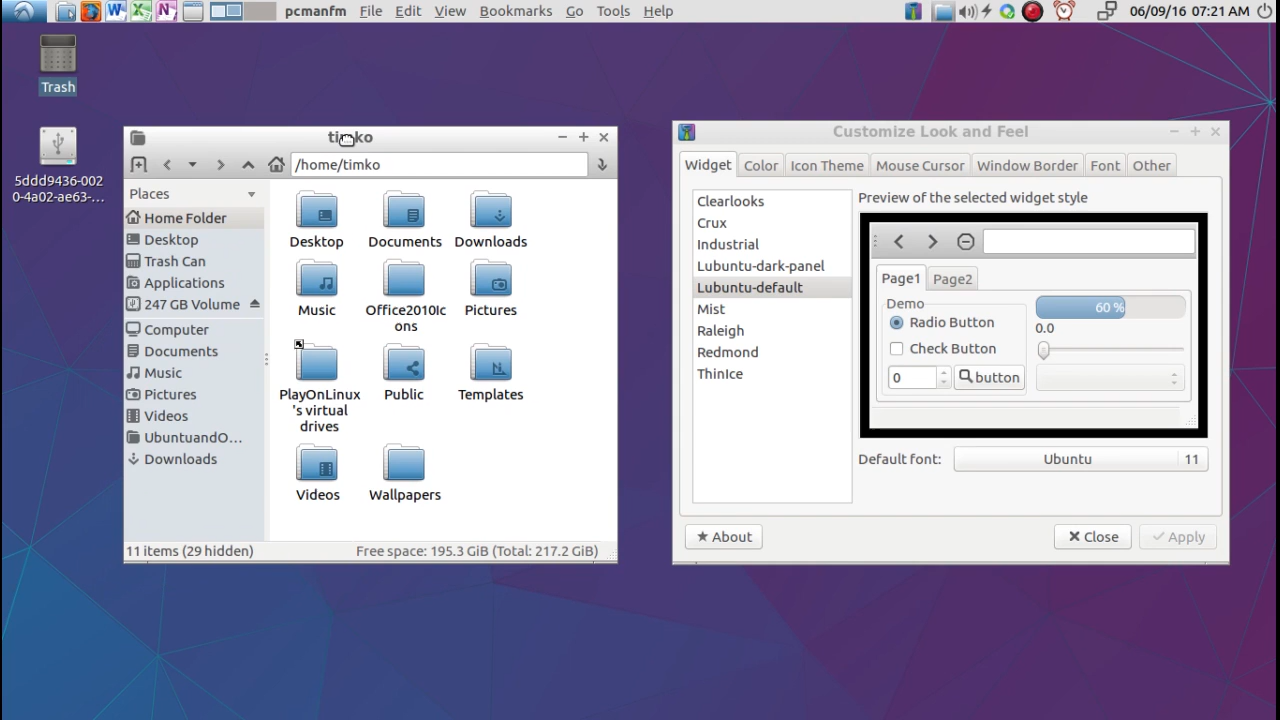 pcmanfm File Edit View Bookmarks Go Tools Help
06/09/16 07:21 AM
Trash
5ddd9436-002
0-4a02-ae63-...
/home/timko
Places
Home Folder
Desktop
Trash Can
Applications
247 GB Volume
Computer
Documents
Music
Pictures
Videos
UbuntuandO...
Downloads
Desktop Documents Downloads
Music Office2010Ic
ons Pictures
PlayOnLinux
's virtual
drives Public Templates
Videos Wallpapers
11 items (29 hidden) Free space: 195.3 GiB (Total: 217.2 GiB)
Customize Look and Feel
Widget Color Icon Theme Mouse Cursor Window Border Font Other
Clearlooks
Crux
Industrial
Lubuntu-dark-panel
Lubuntu-default
Mist
Raleigh
Redmond
ThinIce
Preview of the selected widget style
Page1 Page2
Demo
Radio Button
Check Button
0 button
60 %
0.0
Default font: Ubuntu 11
About Close Apply